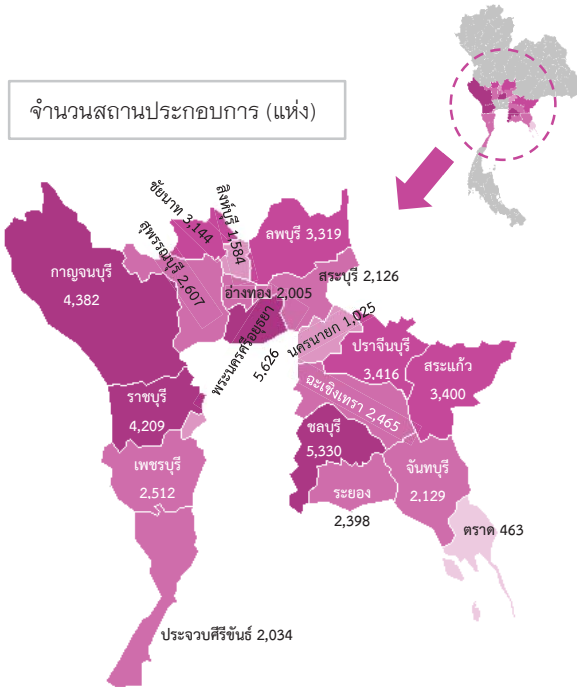 จำนวนสถานประกอบการ (แห่ง)
ชัยนาท 3,144
สิงห์บุรี 1,584
ลพบุรี 3,319
สุพรรณบุรี 2,607
สระบุรี 2,126
กาญจนบุรี
4,382
อ่างทอง 2,005
พระนครศรีอยุธยา
5.626
นครนายก 1,025
ปราจีนบุรี
3,416
สระแก้ว
3,400
ราชบุรี
4,209
ฉะเชิงเทรา 2,465
ชลบุรี
5,330
เพชรบุรี
2,512
ระยอง
2,398
จันทบุรี
2,129
ตราด 463
ประจวบศีรีขันธ์ 2,034